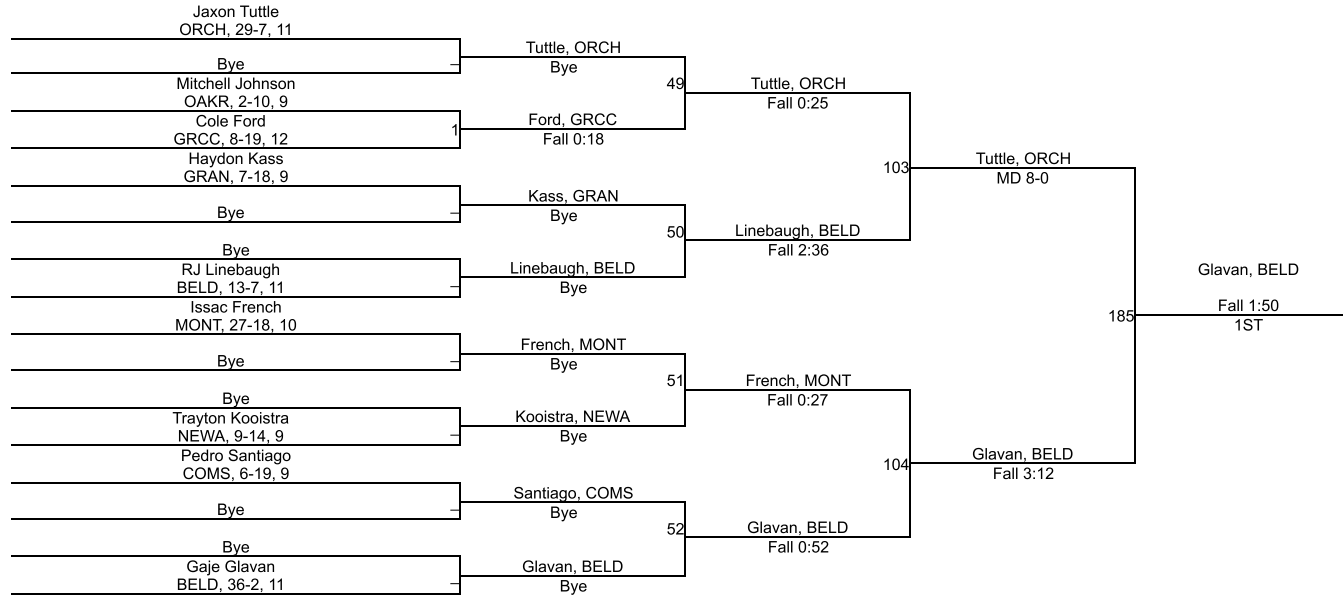 Jaxon Tuttle
ORCH, 29-7, 11
Bye
Mitchell Johnson
OAKR, 2-10, 9
Cole Ford
GRCC, 8-19, 12
Haydon Kass
GRAN, 7-18, 9
Bye
Bye
RJ Linebaugh
BELD, 13-7, 11
Issac French
MONT, 27-18, 10
Bye
Bye
Trayton Kooistra
NEWA, 9-14, 9
Pedro Santiago
COMS, 6-19, 9
Bye
Bye
Gaje Glavan
BELD, 36-2, 11
1
Tuttle, ORCH
Bye
Ford, GRCC
Fall 0:18
Kass, GRAN
Bye
Linebaugh, BELD
Bye
French, MONT
Bye
Kooistra, NEWA
Bye
Santiago, COMS
Bye
Glavan, BELD
Bye
49
50
51
52
Tuttle, ORCH
Fall 0:25
Linebaugh, BELD
Fall 2:36
French, MONT
Fall 0:27
Glavan, BELD
Fall 0:52
103
104
Tuttle, ORCH
MD 8-0
Glavan, BELD
Fall 3:12
185
Glavan, BELD
Fall 1:50
1ST